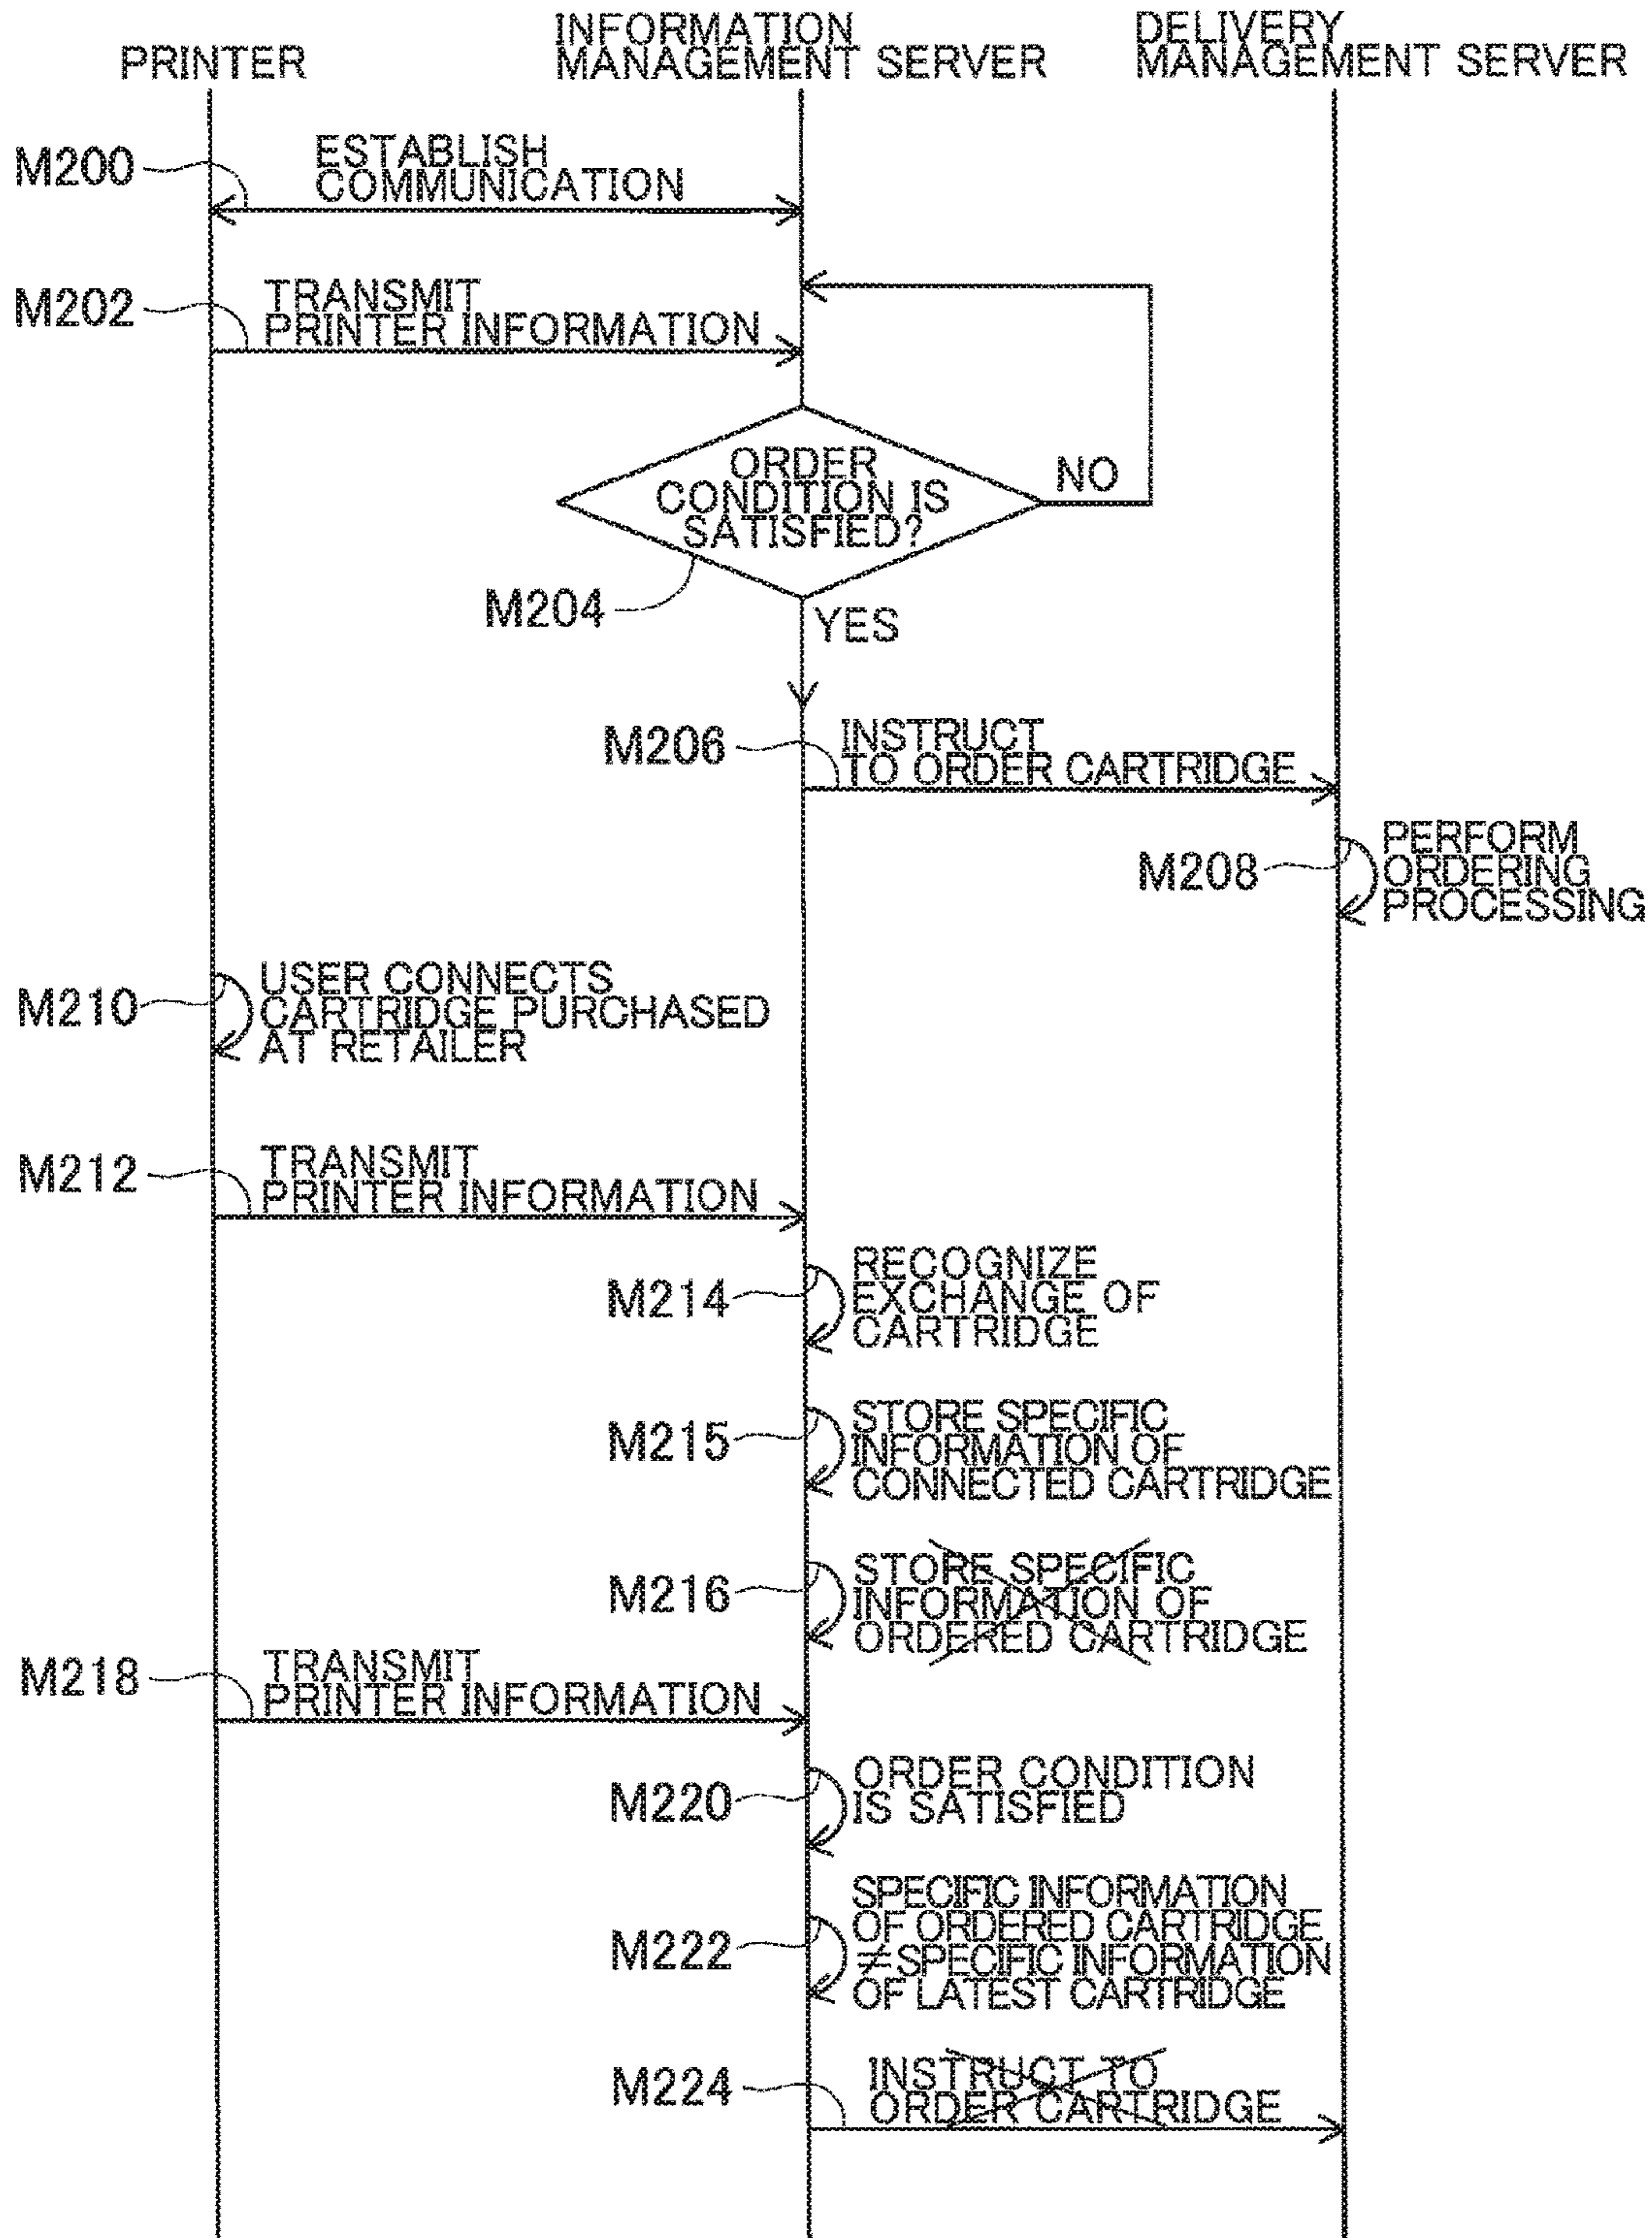 PRINTER
INFORMATION
MANAGEMENT SERVER
DELIVERY
MANAGEMENT SERVER
M200
ESTABLISH
COMMUNICATION
M202
TRANSMIT
PRINTER INFORMATION
ORDER
CONDITION IS
SATISFIED?
NO
M204
YES
M206
INSTRUCT
TO ORDER CARTRIDGE
M208
PERFORM
ORDERING
PROCESSING
M210
USER CONNECTS
CARTRIDGE PURCHASED
AT RETAILER
M212
TRANSMIT
PRINTER INFORMATION
M214
RECOGNIZE
EXCHANGE OF
CARTRIDGE
M215
STORE SPECIFIC
INFORMATION OF
CONNECTED CARTRIDGE
M216
STORE SPECIFIC
INFORMATION OF
ORDERED CARTRIDGE
M218
TRANSMIT
PRINTER INFORMATION
M220
ORDER CONDITION
IS SATISFIED
M222
SPECIFIC INFORMATION
OF ORDERED CARTRIDGE
≠SPECIFIC INFORMATION
OF LATEST CARTRIDGE
M224
INSTRUCT TO
ORDER CARTRIDGE